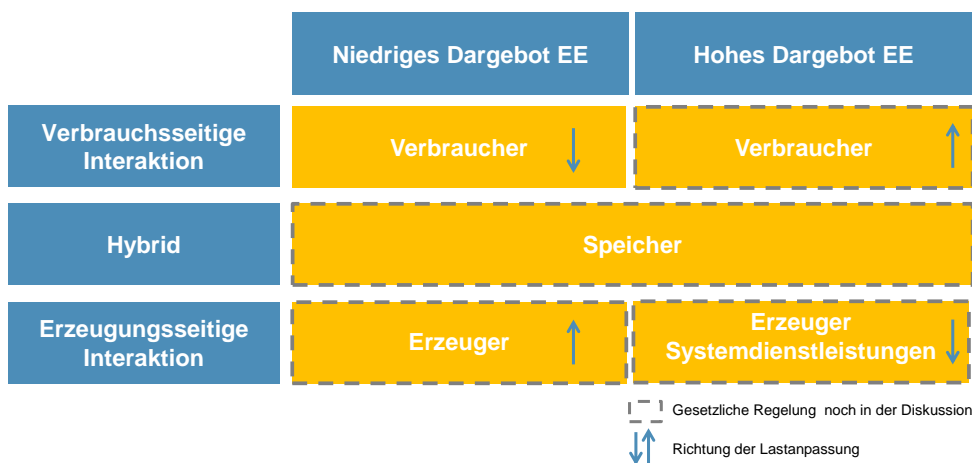 Niedriges Dargebot EE
Hohes Dargebot EE
Verbrauchsseitige
Interaktion
Verbraucher
Verbraucher
Hybrid
Speicher
Erzeugungsseitige
Interaktion
Erzeuger
Erzeuger
Systemdienstleistungen
Gesetzliche Regelung noch in der Diskussion
Richtung der Lastanpassung